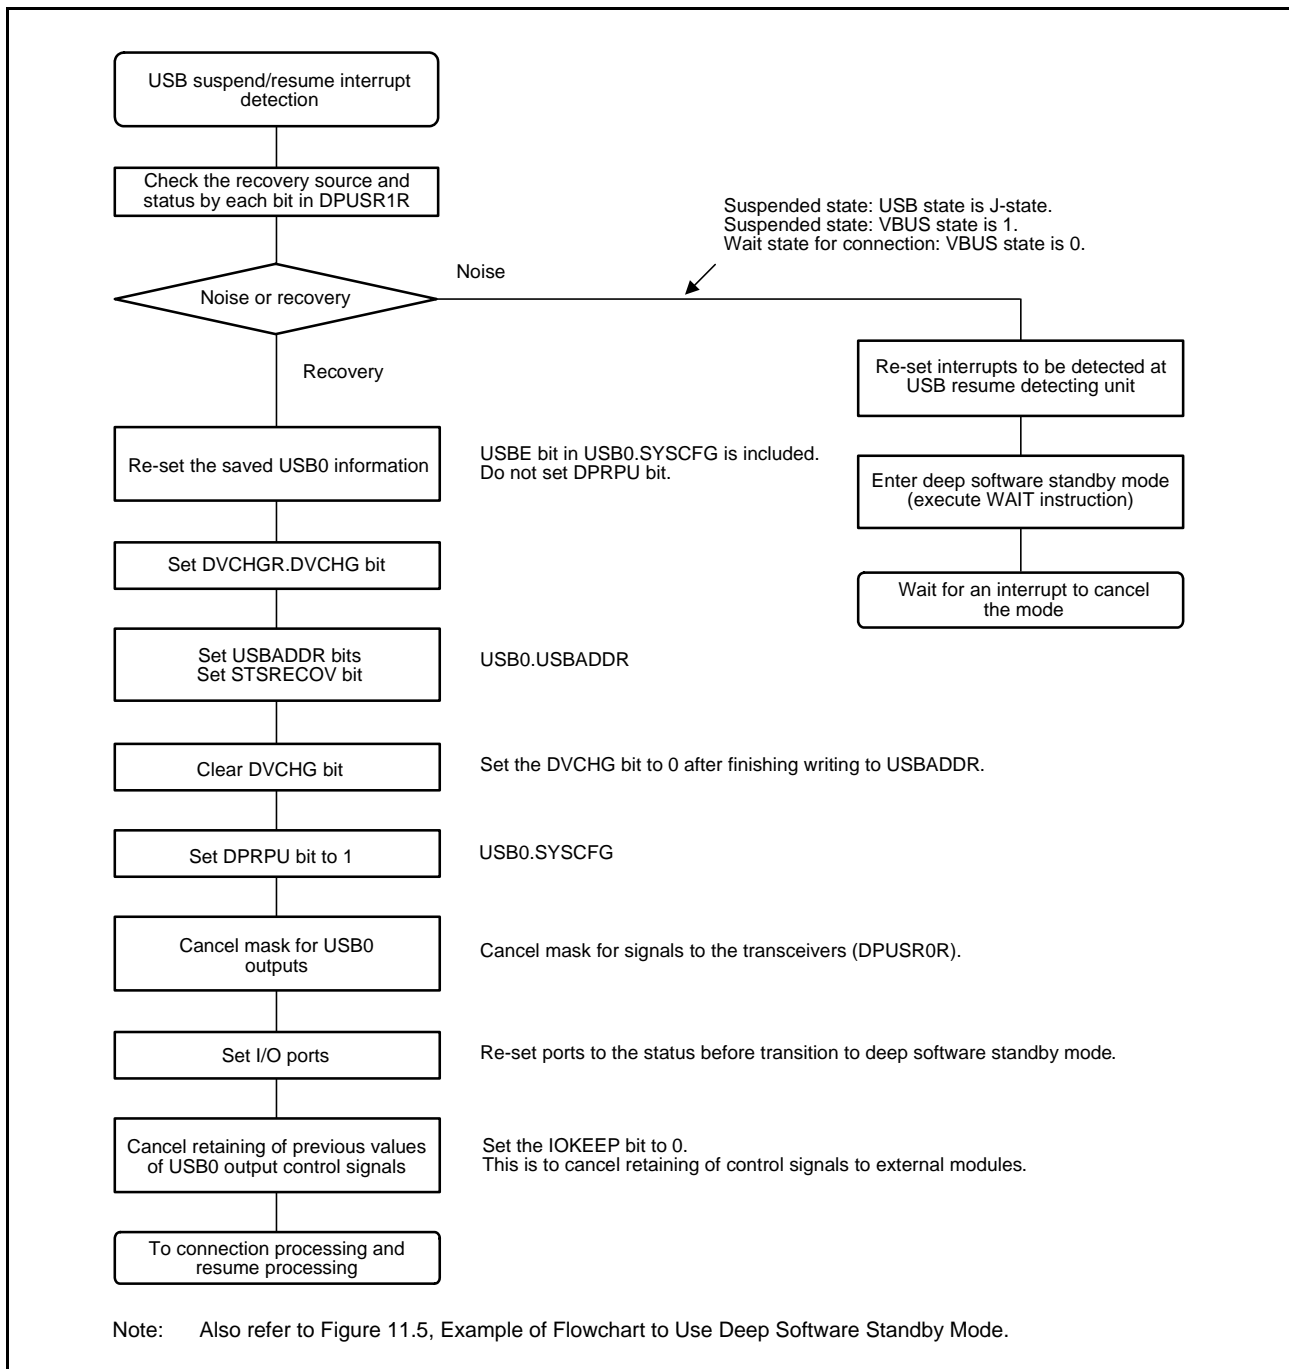 USB suspend/resume interrupt
detection
Check the recovery source and
status by each bit in DPUSR1R
Suspended state: USB state is J-state.
Suspended state: VBUS state is 1.
Wait state for connection: VBUS state is 0.
Noise
Noise or recovery
Recovery
Re-set interrupts to be detected at
USB resume detecting unit
Re-set the saved USB0 information
USBE bit in USB0.SYSCFG is included.
Do not set DPRPU bit.
Enter deep software standby mode
(execute WAIT instruction)
Set DVCHGR.DVCHG bit
Wait for an interrupt to cancel
the mode
Set USBADDR bits
Set STSRECOV bit
USB0.USBADDR
Clear DVCHG bit
Set the DVCHG bit to 0 after finishing writing to USBADDR.
Set DPRPU bit to 1
USB0.SYSCFG
Cancel mask for USB0
outputs
Cancel mask for signals to the transceivers (DPUSR0R).
Set I/O ports
Re-set ports to the status before transition to deep software standby mode.
Cancel retaining of previous values
of USB0 output control signals
Set the IOKEEP bit to 0.
This is to cancel retaining of control signals to external modules.
To connection processing and
resume processing
Note: Also refer to Figure 11.5, Example of Flowchart to Use Deep Software Standby Mode.